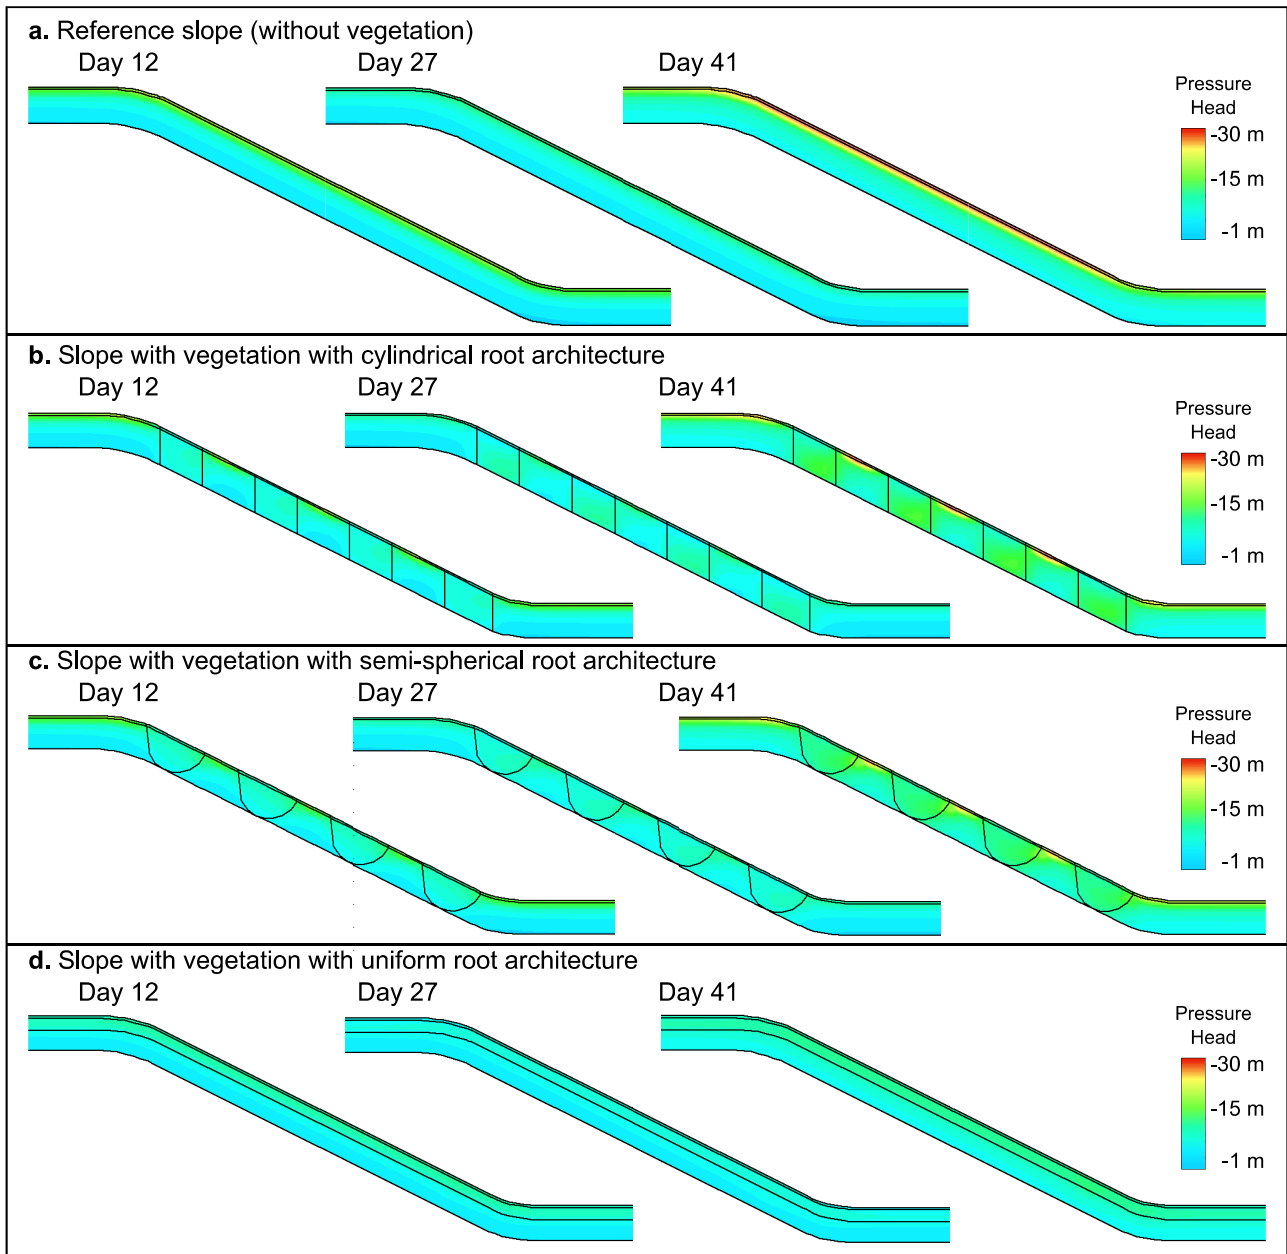 a. Reference slope (without vegetation)
Day 12 Day 27 Day 41
Pressure
Head
-30 m
-15 m
-1 m
b. Slope with vegetation with cylindrical root architecture
Day 12 Day 27 Day 41
Pressure
Head
-30 m
-15 m
-1 m
c. Slope with vegetation with semi-spherical root architecture
Day 12 Day 27 Day 41
Pressure
Head
-30 m
-15 m
-1 m
d. Slope with vegetation with uniform root architecture
Day 12 Day 27 Day 41
Pressure
Head
-30 m
-15 m
-1 m